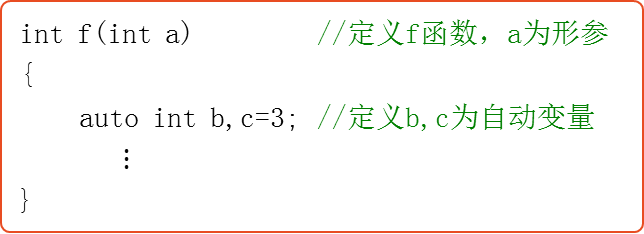 int f(int a) //定义f函数，a为形参
{
auto int b,c=3; //定义b,c为自动变量
⋮
}